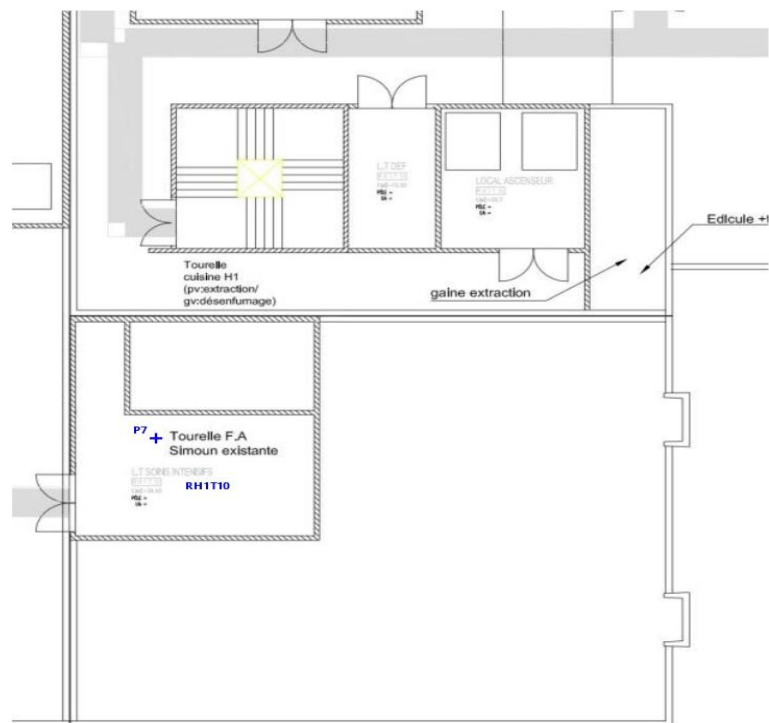 L.T DEF
LOCAL ASCENSEUR
Edicule +
Tourelle
cuisine H1
(pv:extraction/
gv:désenfumage)
gaine extraction
P7
Tourelle F.A
Simoun existante
L.T SOINS INTENSIFS
RH1T10